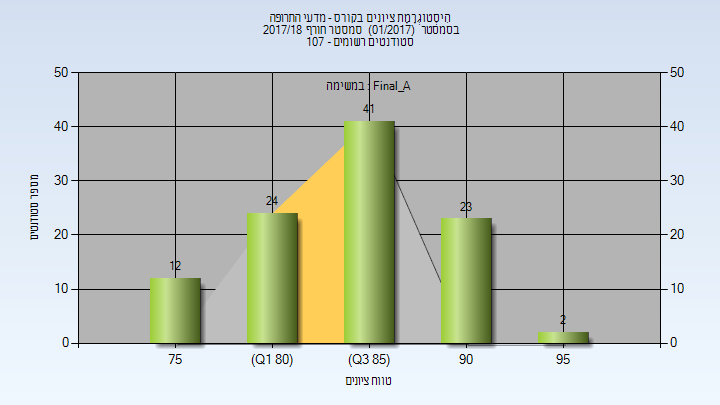 היסטוגרמת ציונים בקורס - מדעי התרופה
בסמסטר (01/2017) סמסטר חורף 2017/18
סטודנטים רשומים - 107
במשימה : Final_A
50
40
30
20
10
0
50
40
30
20
10
0
מספר סטודנטים
12
24
41
23
2
75
(Q1 80)
(Q3 85)
90
95
טווח ציונים